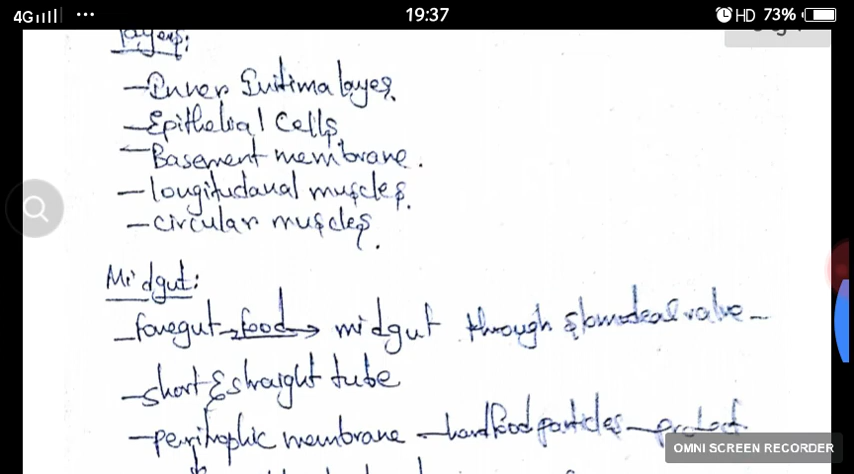 4G
19:37
HD 73%
layers:
- Inner Intima layer.
- Epithelial cells.
- Basement membrane.
- longitudanal muscles.
- circular muscles.
Midgut:
- foregut → food → midgut through stomodeal valve -
- short & straight tube
- peritrophic membrane - hard food particles - protect
OMNI SCREEN RECORDER